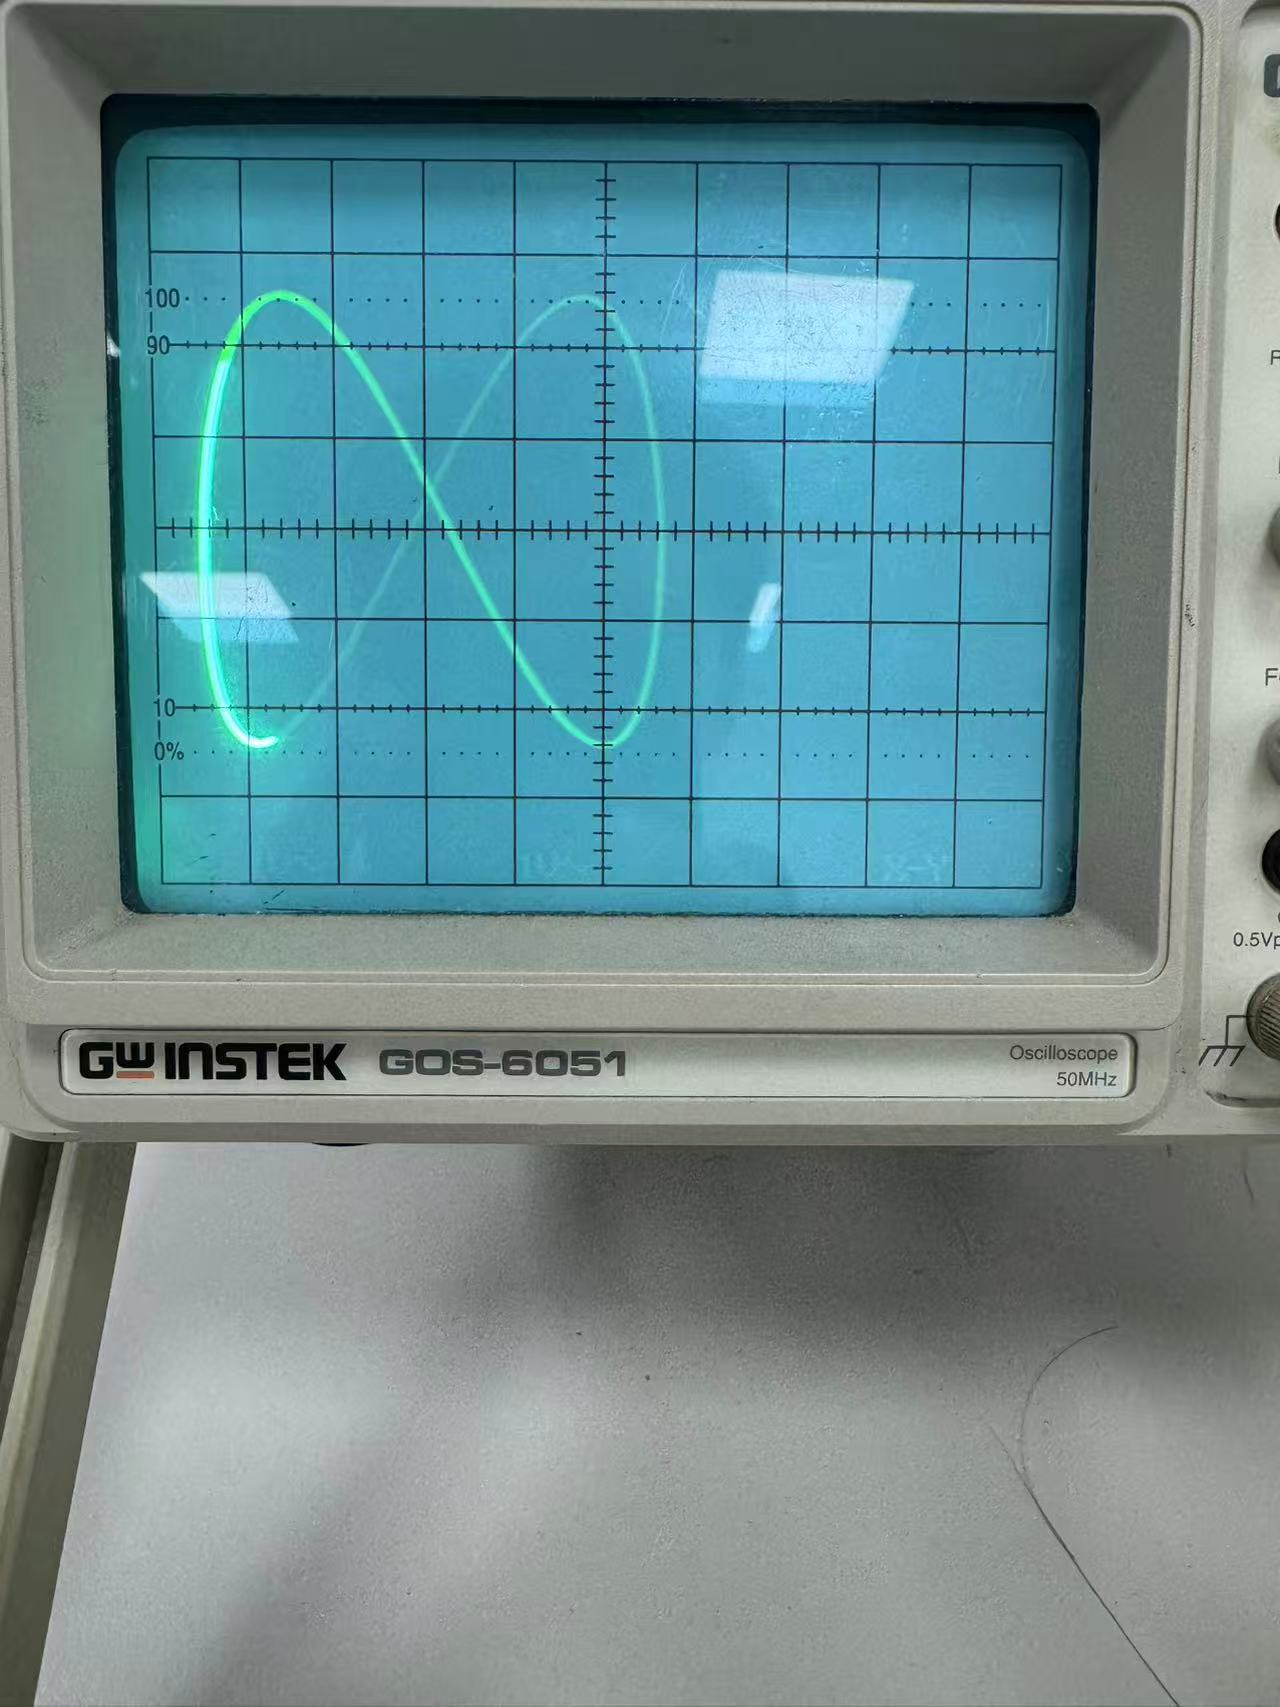 100
90
10
0%
0.5Vp
GW INSTEK GOS-6051
Oscilloscope
50MHz